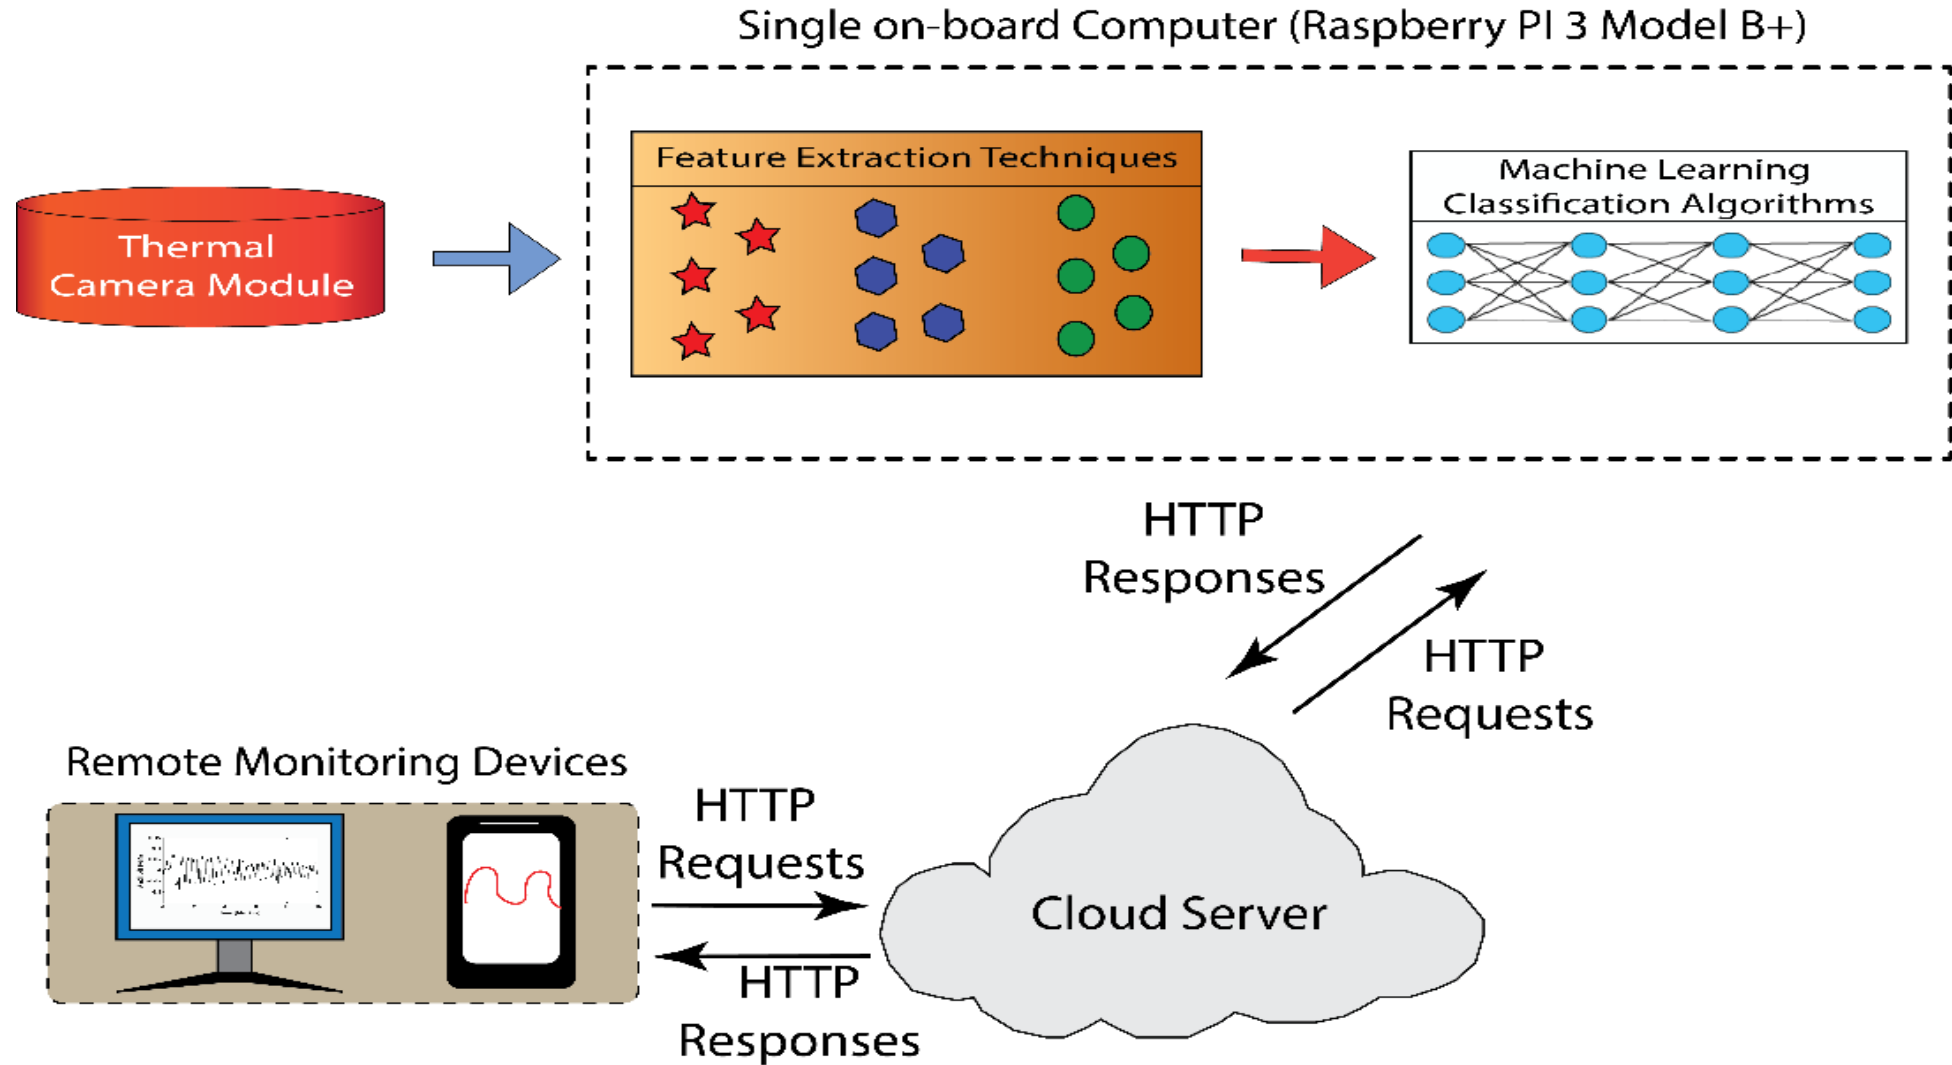 Single on-board Computer (Raspberry PI 3 Model B+)
Feature Extraction Techniques
Machine Learning
Classification Algorithms
Thermal
Camera Module
HTTP
Responses
HTTP
Requests
Remote Monitoring Devices
HTTP
Requests
Cloud Server
HTTP
Responses